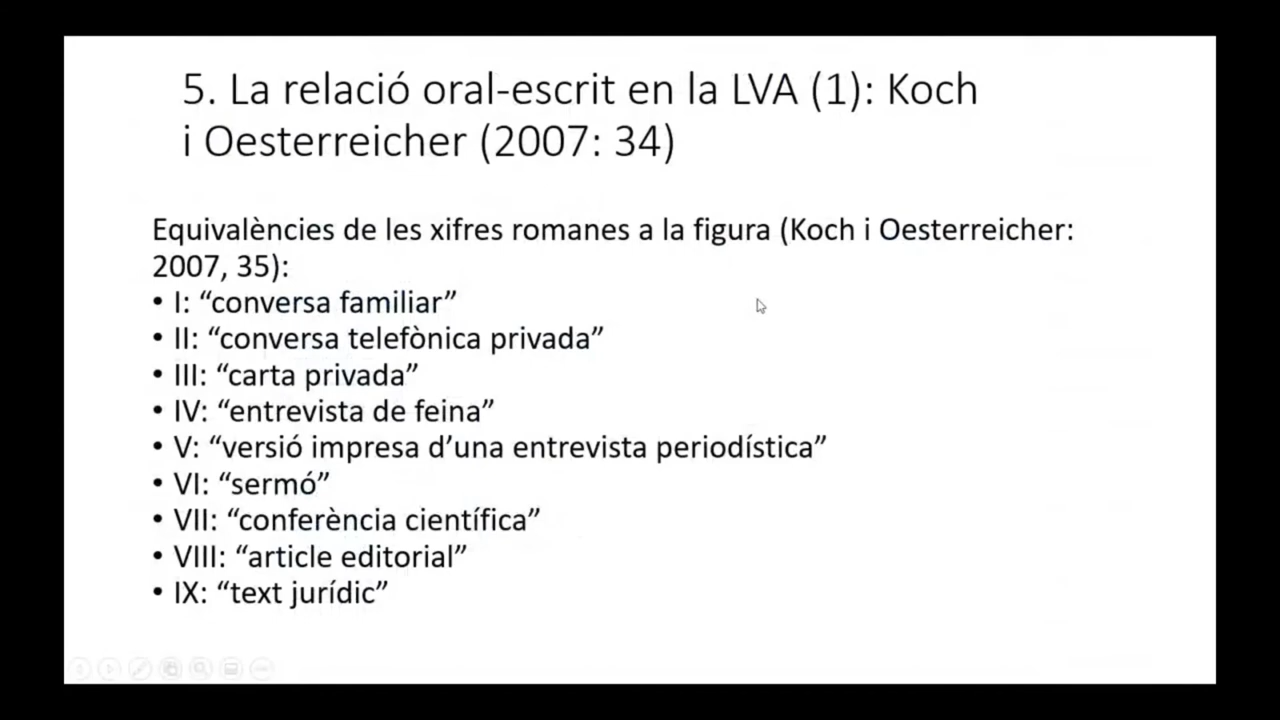 5. La relació oral-escrit en la LVA (1): Koch
i Oesterreicher (2007: 34)
Equivalències de les xifres romanes a la figura (Koch i Oesterreicher:
2007, 35):
• I: “conversa familiar”
• II: “conversa telefònica privada”
• III: “carta privada”
• IV: “entrevista de feina”
• V: “versió impresa d’una entrevista periodística”
• VI: “sermó”
• VII: “conferència científica”
• VIII: “article editorial”
• IX: “text jurídic”